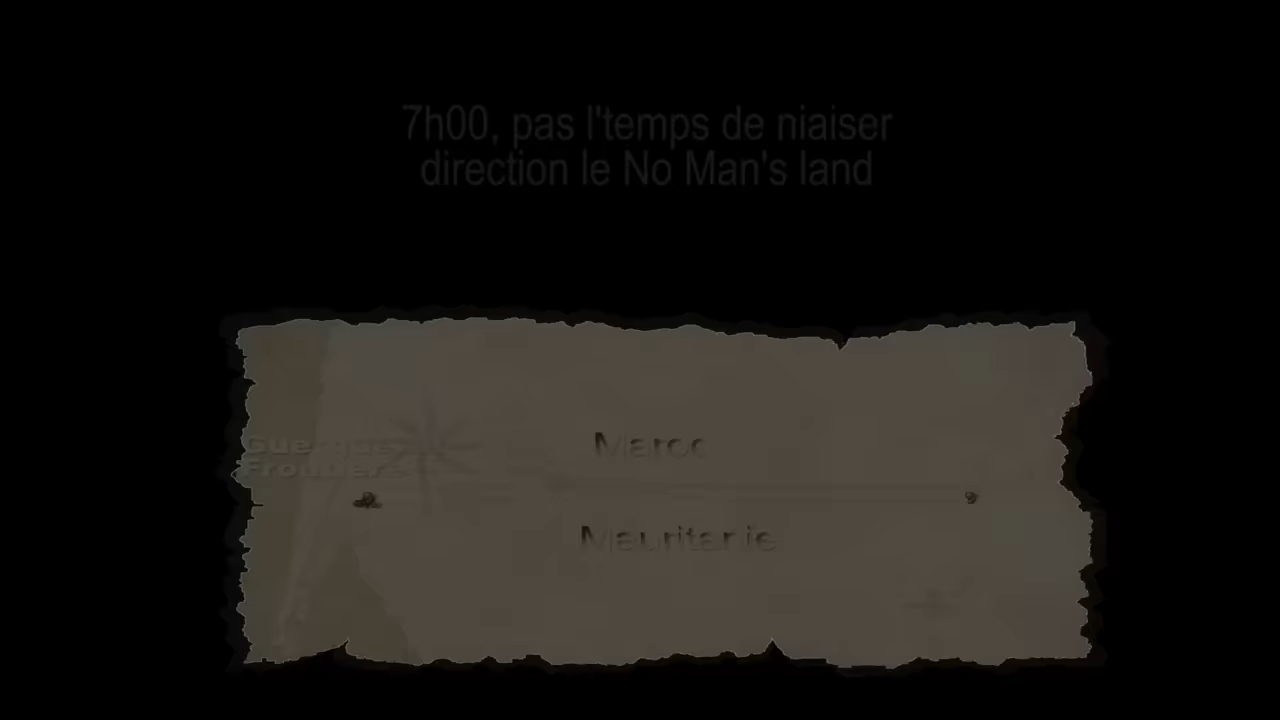 7h00, pas l'temps de niaiser
direction le No Man's land
Maroc
Mauritanie